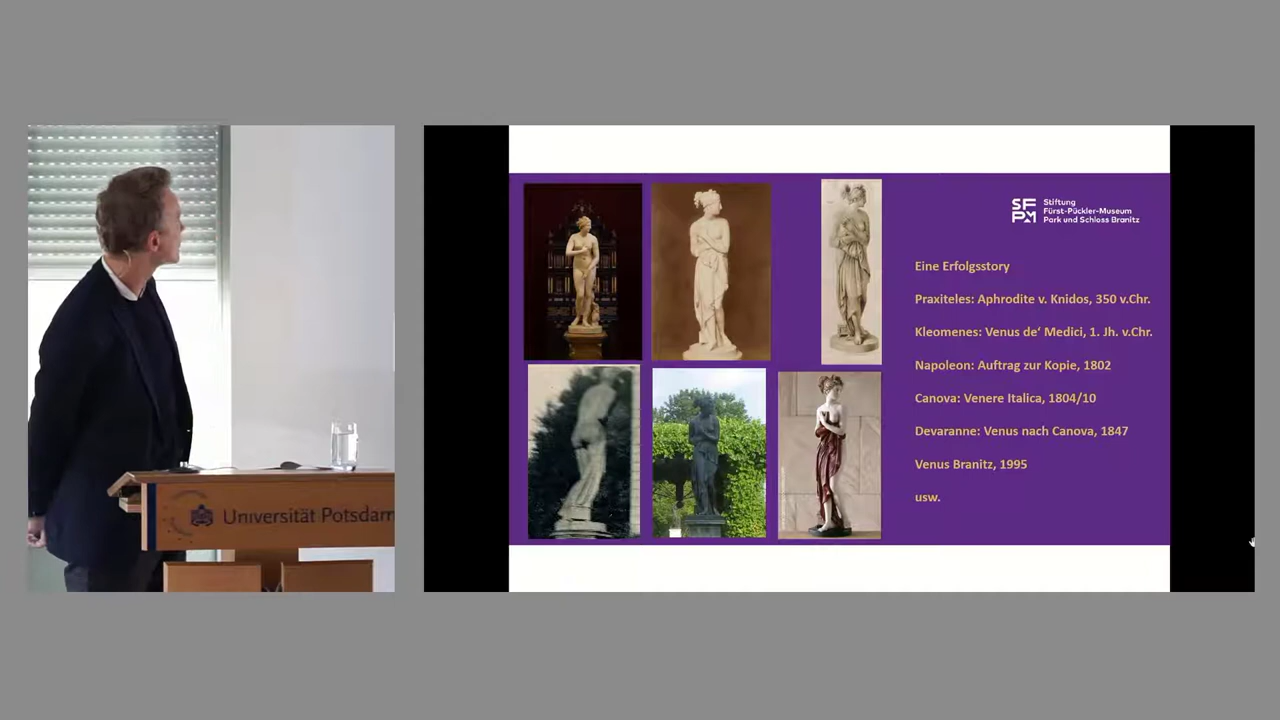 Universität Potsdam
SF
PM
Stiftung
Fürst-Pückler-Museum
Park und Schloss Branitz
Eine Erfolgsstory
Praxiteles: Aphrodite v. Knidos, 350 v.Chr.
Kleomenes: Venus de‘ Medici, 1. Jh. v.Chr.
Napoleon: Auftrag zur Kopie, 1802
Canova: Venere Italica, 1804/10
Devaranne: Venus nach Canova, 1847
Venus Branitz, 1995
usw.